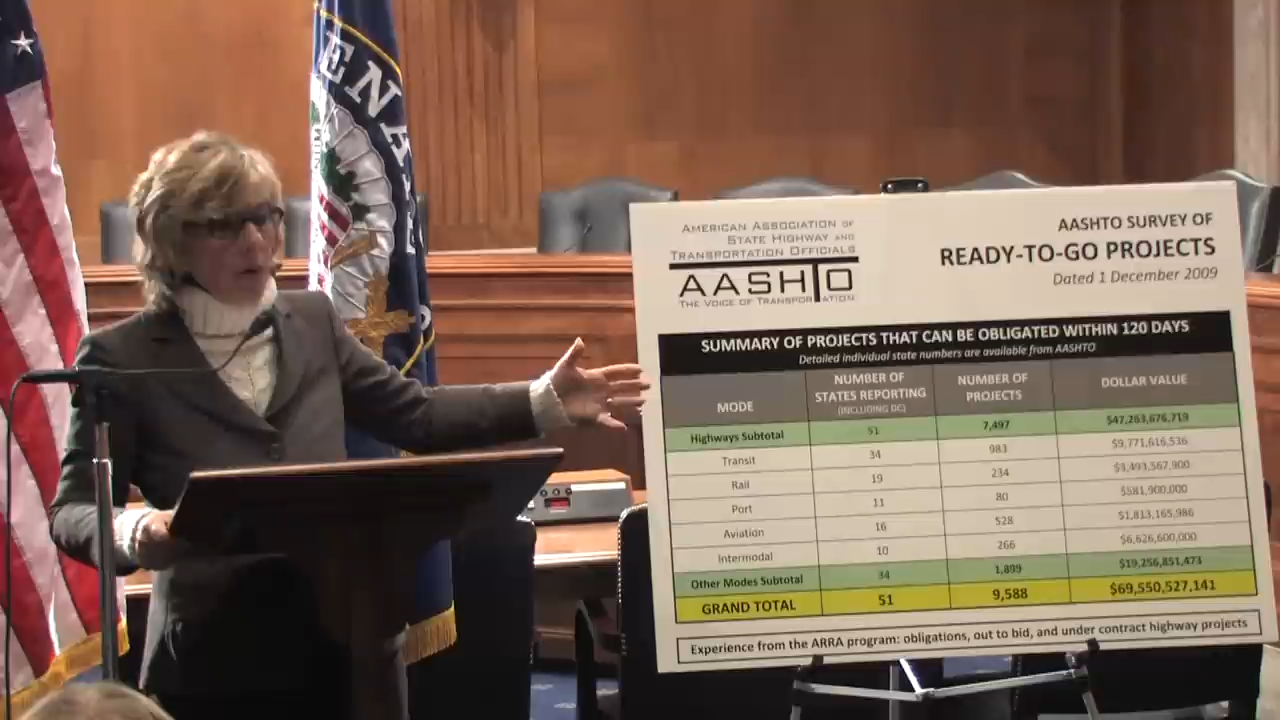 SENATE
AMERICAN ASSOCIATION OF
STATE HIGHWAY AND
TRANSPORTATION OFFICIALS
AASHTO
THE VOICE OF TRANSPORTATION
AASHTO SURVEY OF
READY-TO-GO PROJECTS
Dated 1 December 2009
SUMMARY OF PROJECTS THAT CAN BE OBLIGATED WITHIN 120 DAYS
Detailed individual state numbers are available from AASHTO
MODE NUMBER OF STATES REPORTING (INCLUDING DC) NUMBER OF PROJECTS DOLLAR VALUE
Highways Subtotal 51 7,497 $47,263,676,719
Transit 34 983 $9,771,616,536
Rail 19 234 $3,493,567,900
Port 11 80 $581,900,000
Aviation 16 528 $1,813,165,986
Intermodal 10 266 $6,626,600,000
Other Modes Subtotal 34 1,899 $19,256,851,473
GRAND TOTAL 51 9,588 $69,550,527,141
Experience from the ARRA program: obligations, out to bid, and under contract highway projects